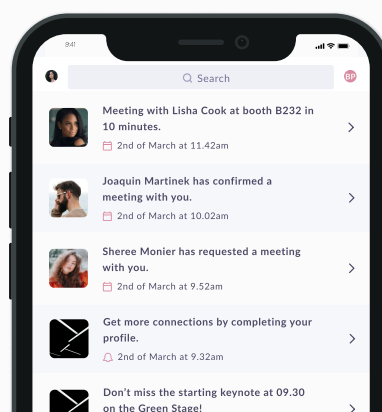 9:41
Search
BP
Meeting with Lisha Cook at booth B232 in
10 minutes.
2nd of March at 11.42am
Joaquin Martinek has confirmed a
meeting with you.
2nd of March at 10.02am
Sheree Monier has requested a meeting
with you.
2nd of March at 9.52am
Get more connections by completing your
profile.
2nd of March at 9.32am
Don't miss the starting keynote at 09.30
on the Green Stage!